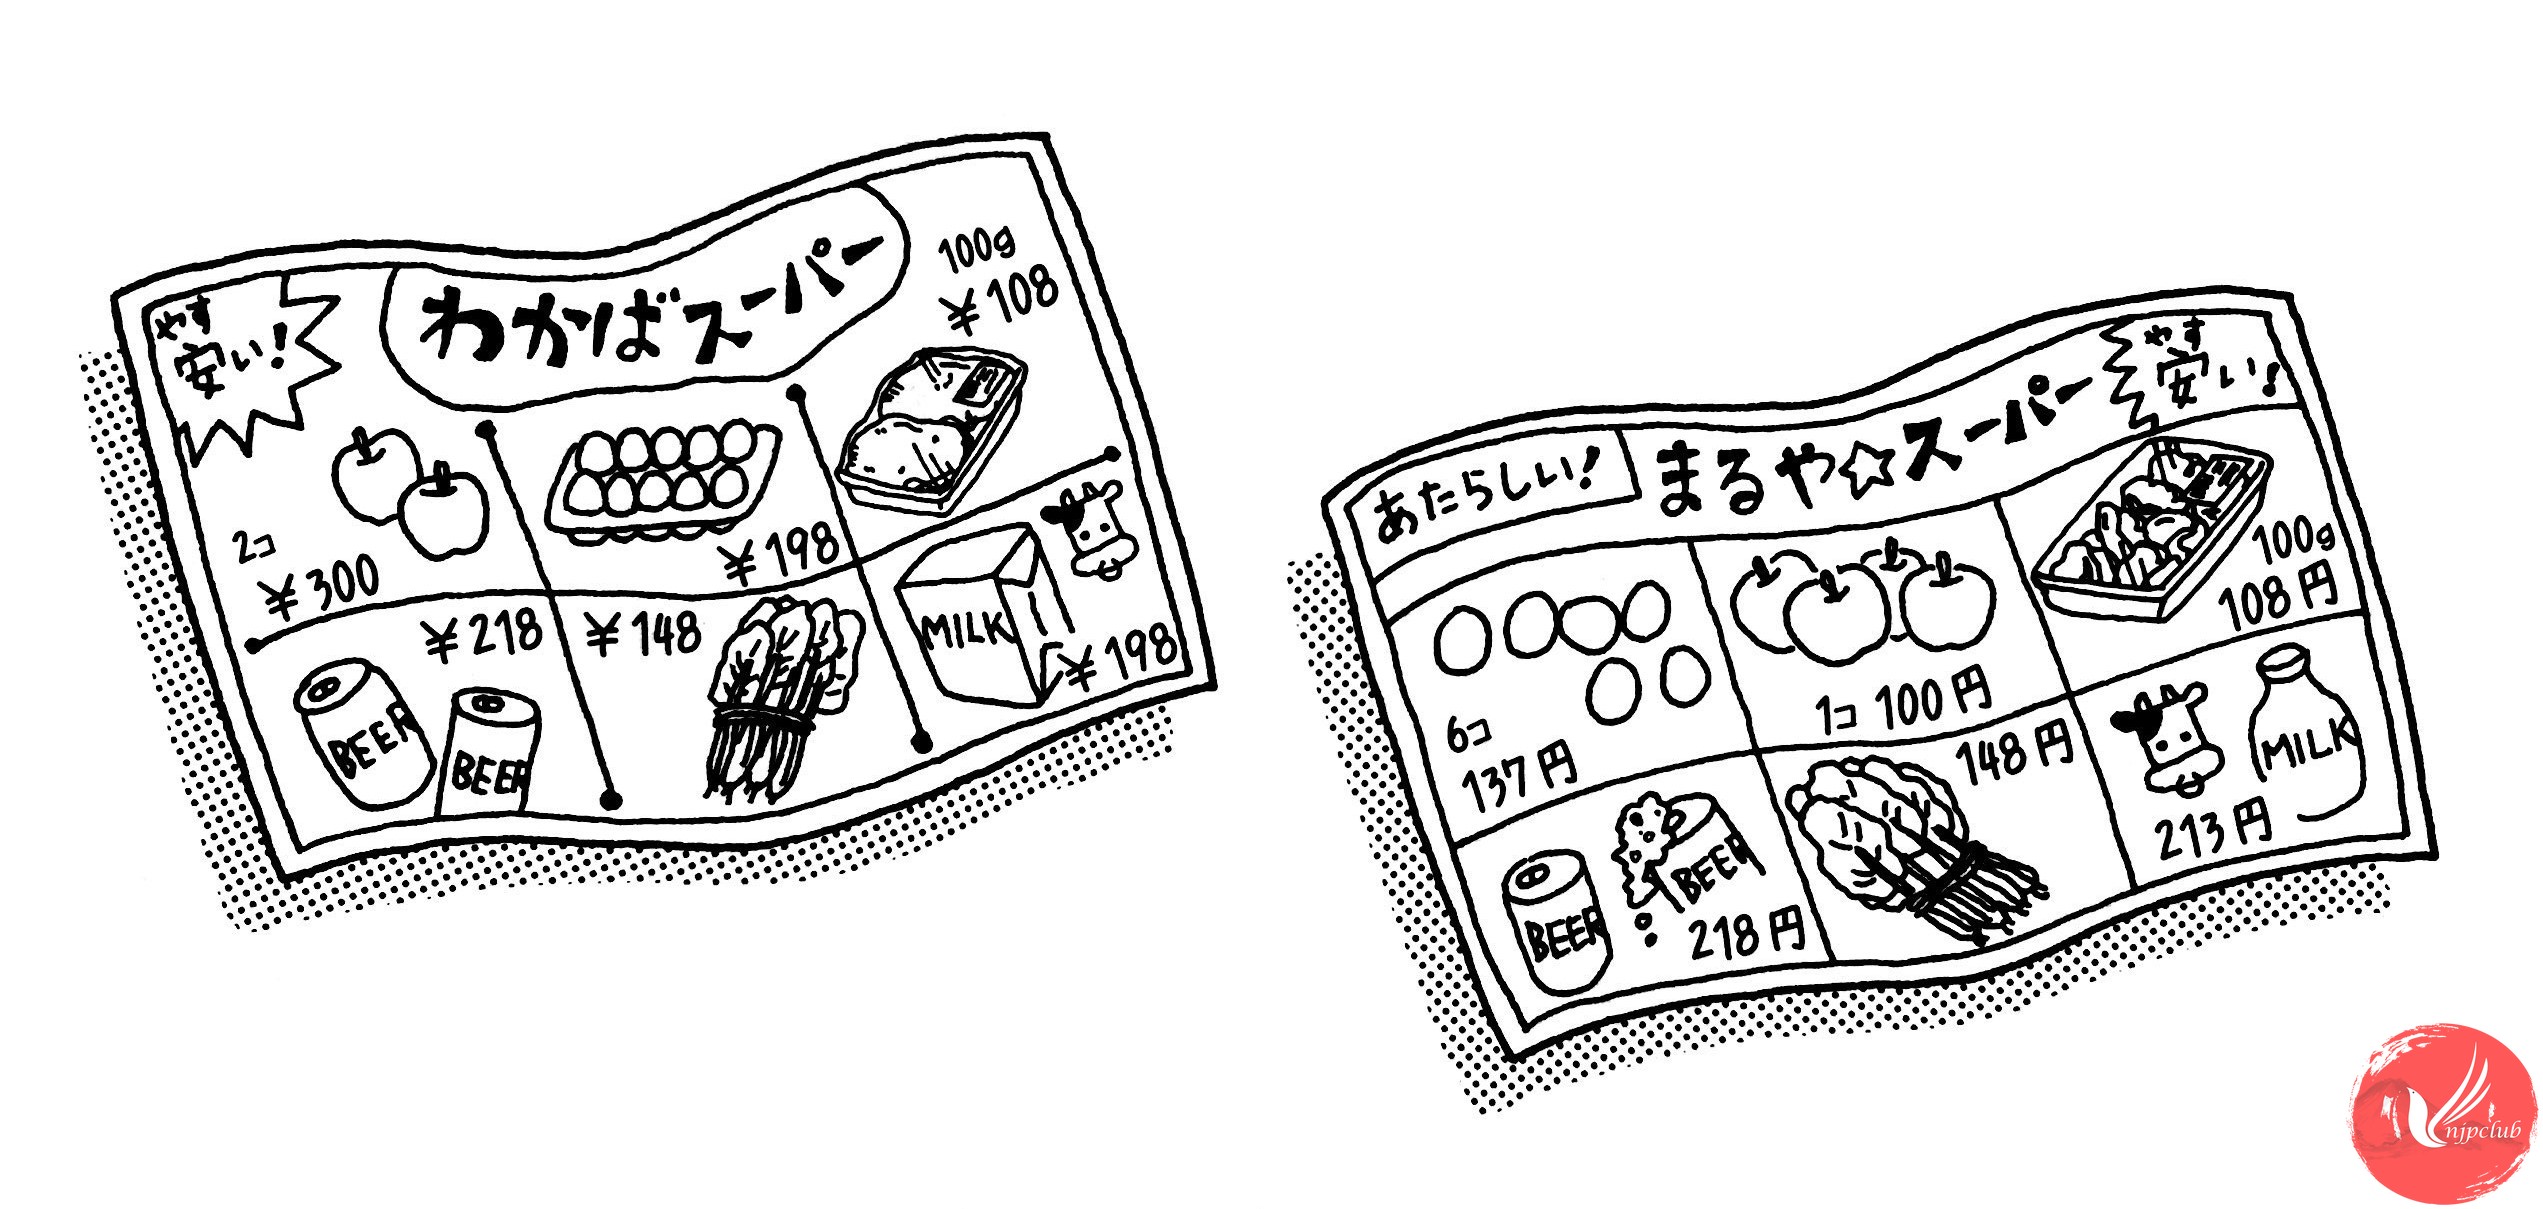 やす
安い!
わかばスーパー
100g
¥108
2コ
¥300
¥198
¥218
BEER
BEER
¥148
MILK
¥198
あたらしい!
まるや☆スーパー
やす
安い!
6コ
137円
1コ 100円
100g
108円
BEER
BEER
218円
148円
MILK
213円
njpclub